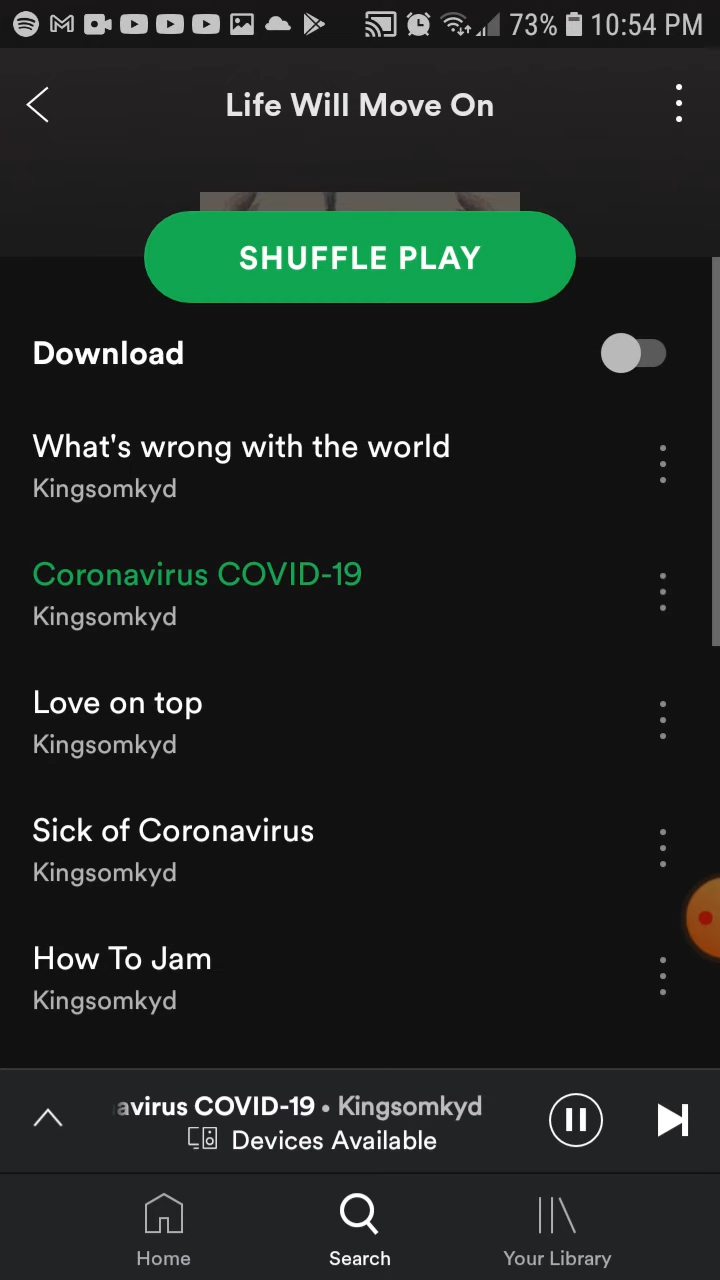 73% 10:54 PM
Life Will Move On
SHUFFLE PLAY
Download
What's wrong with the world
Kingsomkyd
Coronavirus COVID-19
Kingsomkyd
Love on top
Kingsomkyd
Sick of Coronavirus
Kingsomkyd
How To Jam
Kingsomkyd
avirus COVID-19 • Kingsomkyd
Devices Available
Home
Search
Your Library